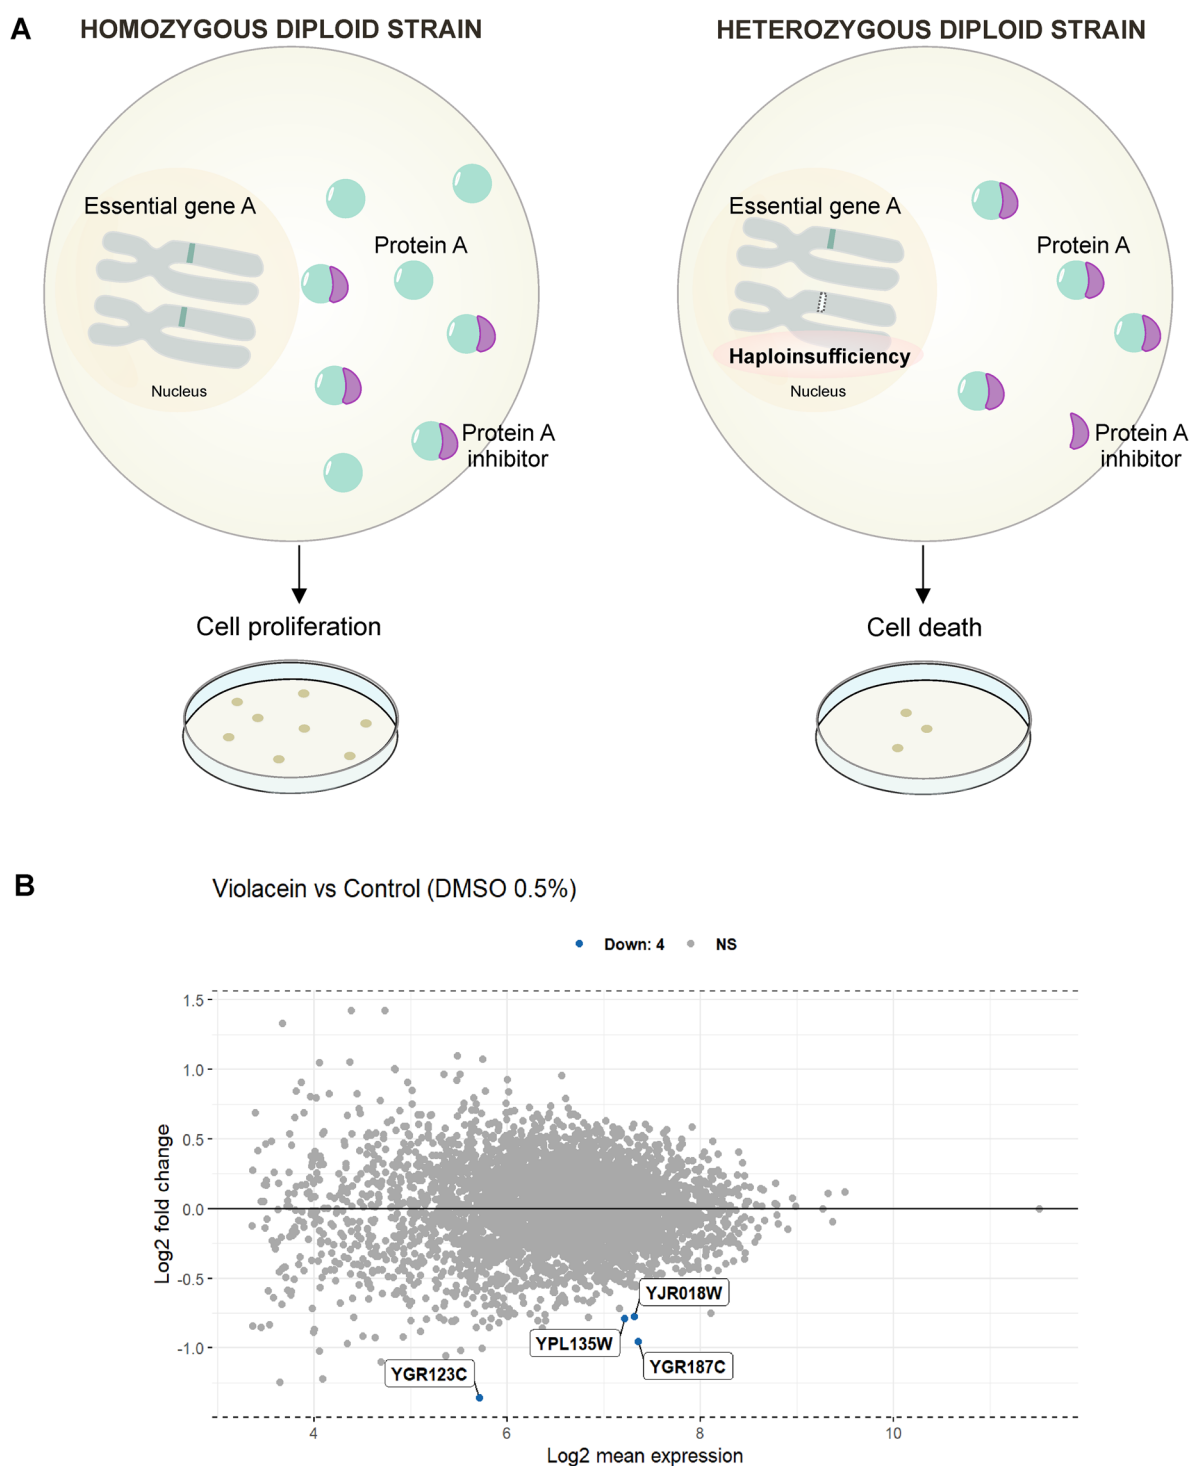 A
HOMOZYGOUS DIPLOID STRAIN
Essential gene A
Protein A
Nucleus
Protein A
inhibitor
Cell proliferation
HETEROZYGOUS DIPLOID STRAIN
Essential gene A
Protein A
Haploinsufficiency
Nucleus
Protein A
inhibitor
Cell death
B
Violacein vs Control (DMSO 0.5%)
Down: 4
NS
Log2 fold change
1.5
1.0
0.5
0.0
-0.5
-1.0
YJR018W
YPL135W
YGR187C
YGR123C
4
6
8
10
Log2 mean expression